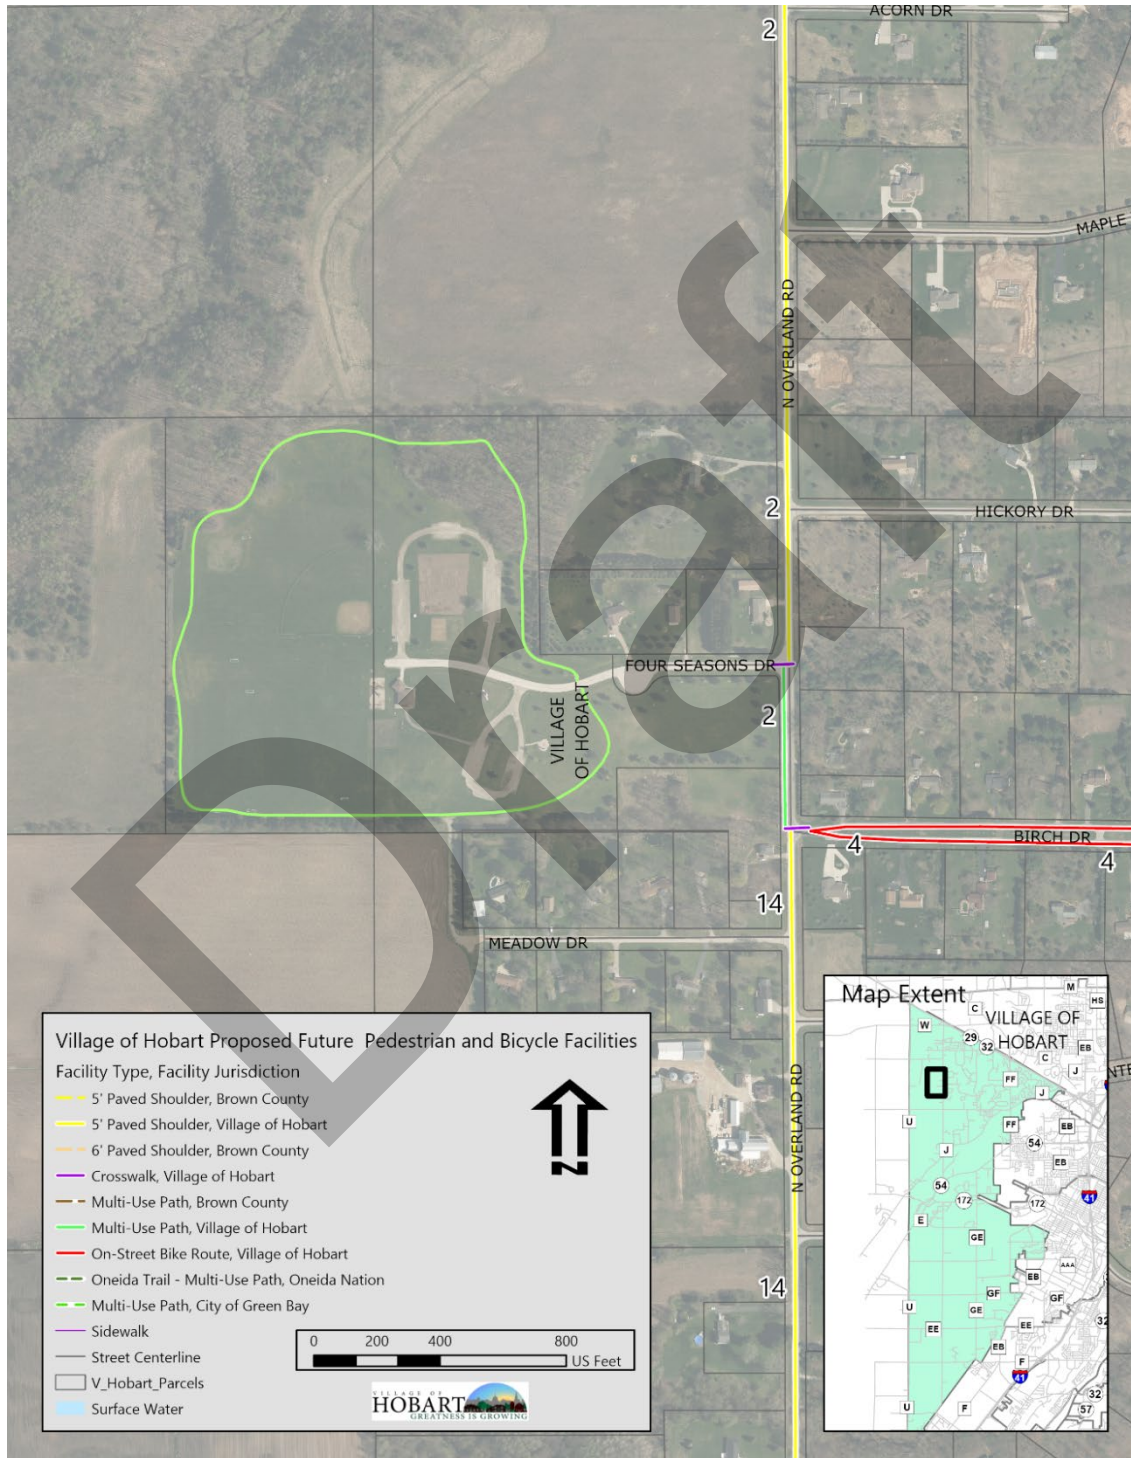 ACORN DR
2
MAPLE
N OVERLAND RD
2
HICKORY DR
FOUR SEASONS DR
VILLAGE
OF HOBART
2
BIRCH DR
4
4
14
MEADOW DR
N OVERLAND RD
14
Draft
Village of Hobart Proposed Future Pedestrian and Bicycle Facilities
Facility Type, Facility Jurisdiction
5' Paved Shoulder, Brown County
5' Paved Shoulder, Village of Hobart
6' Paved Shoulder, Brown County
Crosswalk, Village of Hobart
Multi-Use Path, Brown County
Multi-Use Path, Village of Hobart
On-Street Bike Route, Village of Hobart
Oneida Trail - Multi-Use Path, Oneida Nation
Multi-Use Path, City of Green Bay
Sidewalk
Street Centerline
V_Hobart_Parcels
Surface Water
N
0 200 400 800
US Feet
VILLAGE OF
HOBART
GREATNESS IS GROWING
Map Extent
VILLAGE OF
HOBART
M
HS
C
W
29
32
EB
C
J
FF
J
U
FF
EB
54
J
EB
54
172
172
41
E
GE
AAA
EB
GF
GF
U
GE
32
EE
EE
EB
F
41
32
57
U
F